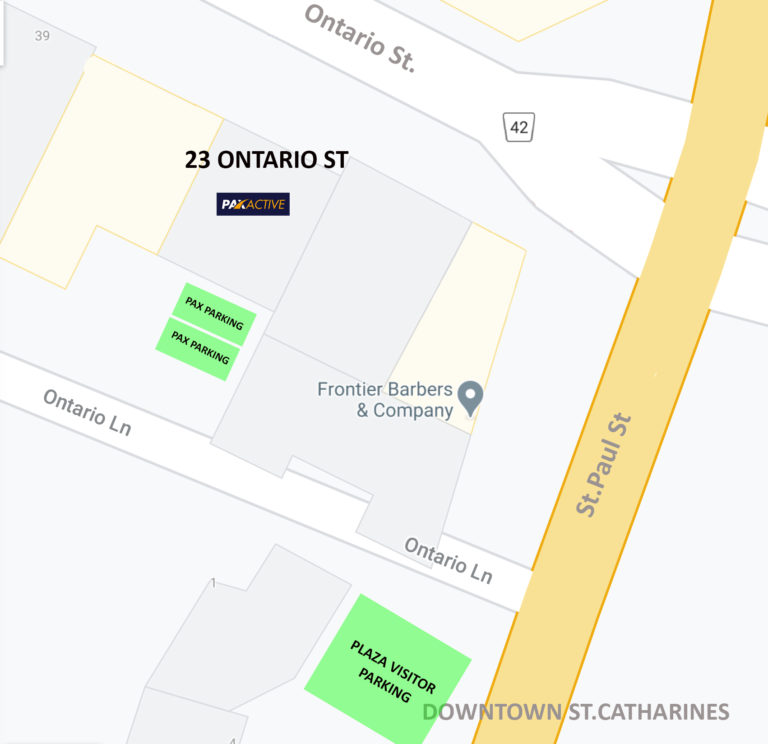 Ontario St.
39
42
23 ONTARIO ST
PAXACTIVE
PAX PARKING
PAX PARKING
Frontier Barbers
& Company
Ontario Ln
St.Paul St
Ontario Ln
1
PLAZA VISITOR
PARKING
DOWNTOWN ST.CATHARINES
4